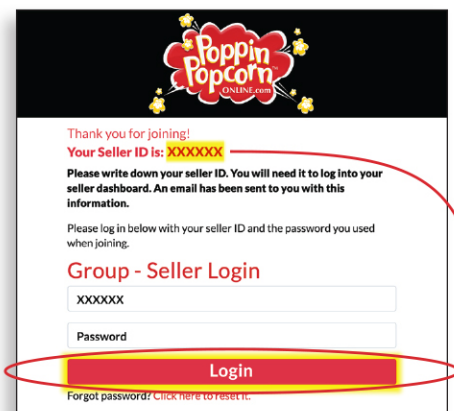 Poppin
Popcorn™
ONLINE.com
Thank you for joining!
Your Seller ID is: XXXXXX
Please write down your seller ID. You will need it to log into your
seller dashboard. An email has been sent to you with this
information.
Please log in below with your seller ID and the password you used
when joining.
Group - Seller Login
XXXXXX
Password
Login
Forgot password? Click here to reset it.